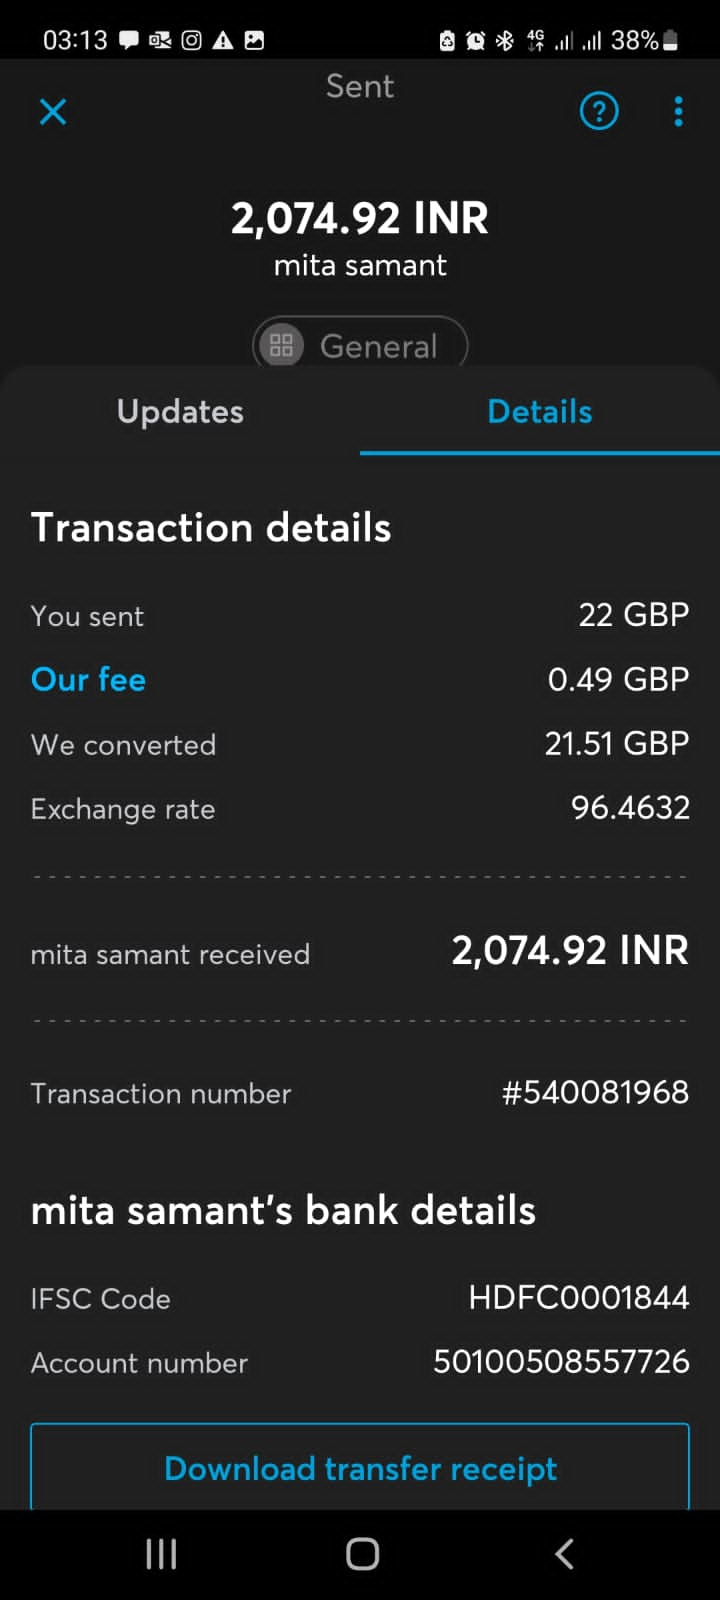 03:13
4G
38%
Sent
?
2,074.92 INR
mita samant
General
Updates Details
Transaction details
You sent 22 GBP
Our fee 0.49 GBP
We converted 21.51 GBP
Exchange rate 96.4632
mita samant received 2,074.92 INR
Transaction number #540081968
mita samant's bank details
IFSC Code HDFC0001844
Account number 50100508557726
Download transfer receipt